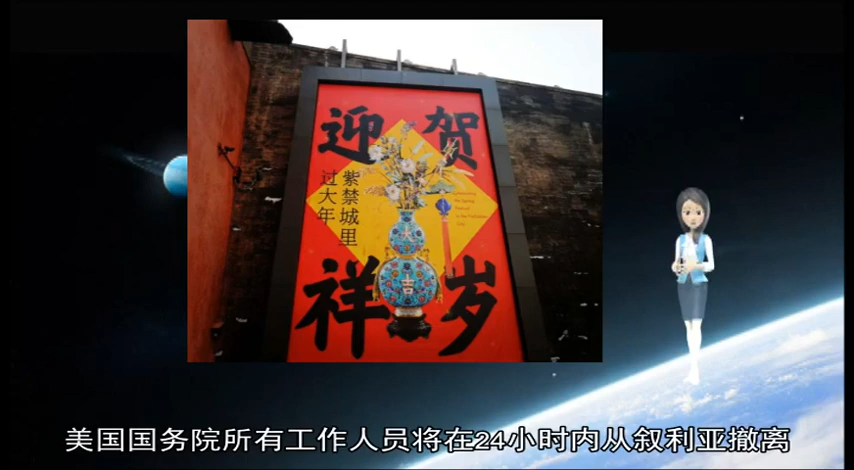 贺岁
迎祥
紫禁城里
过大年
美国国务院所有工作人员将在24小时内从叙利亚撤离